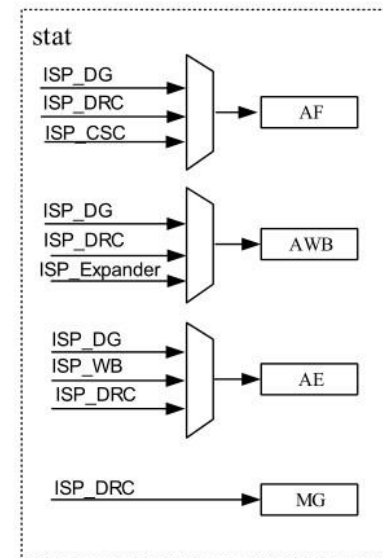 stat
ISP_DG
ISP_DRC
ISP_CSC
AF
ISP_DG
ISP_DRC
ISP_Expander
AWB
ISP_DG
ISP_WB
ISP_DRC
AE
ISP_DRC
MG